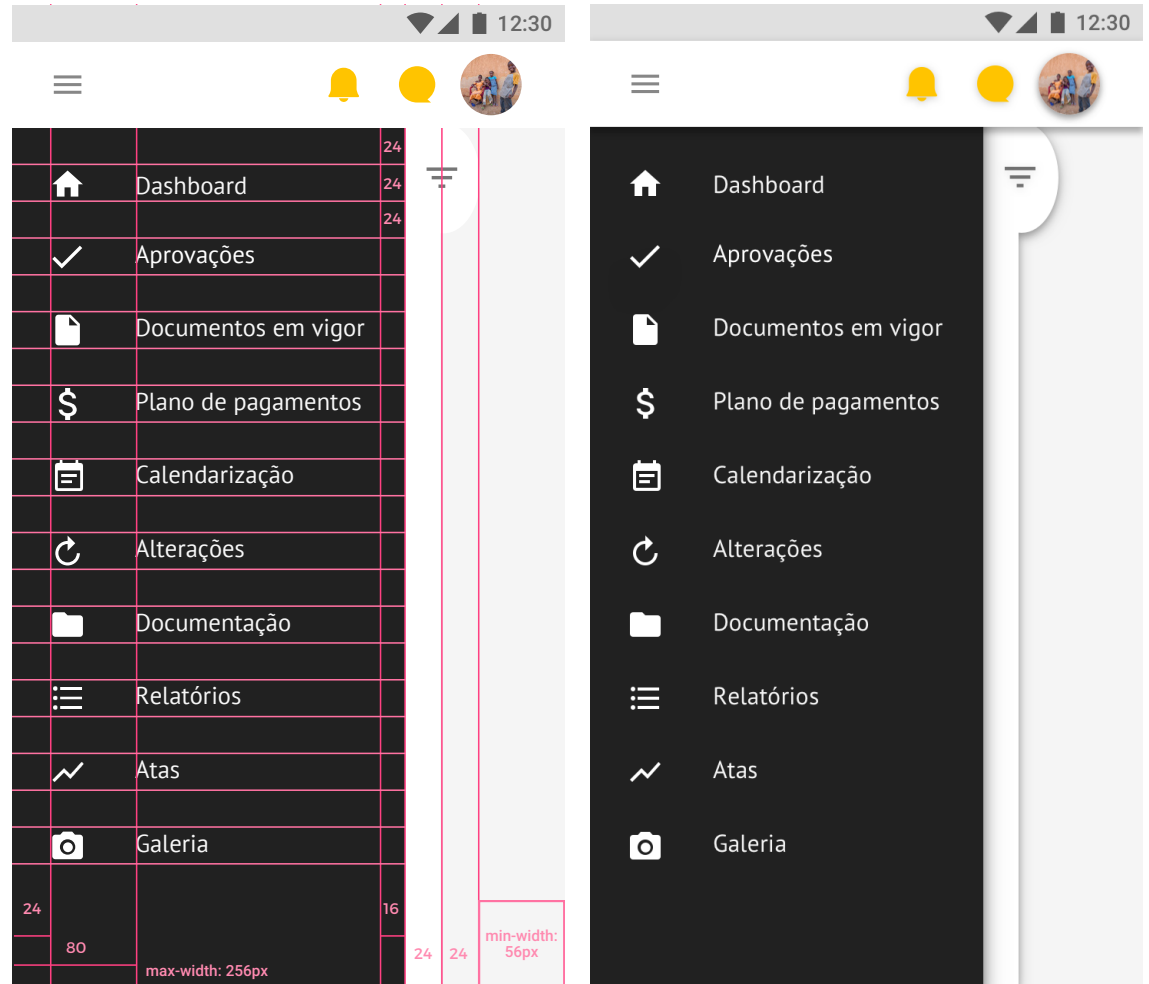 12:30
24
Dashboard
24
24
Aprovações
Documentos em vigor
Plano de pagamentos
Calendarização
Alterações
Documentação
Relatórios
Atas
Galeria
24
16
80
24
24
min-width:
56px
max-width: 256px
12:30
Dashboard
Aprovações
Documentos em vigor
Plano de pagamentos
Calendarização
Alterações
Documentação
Relatórios
Atas
Galeria